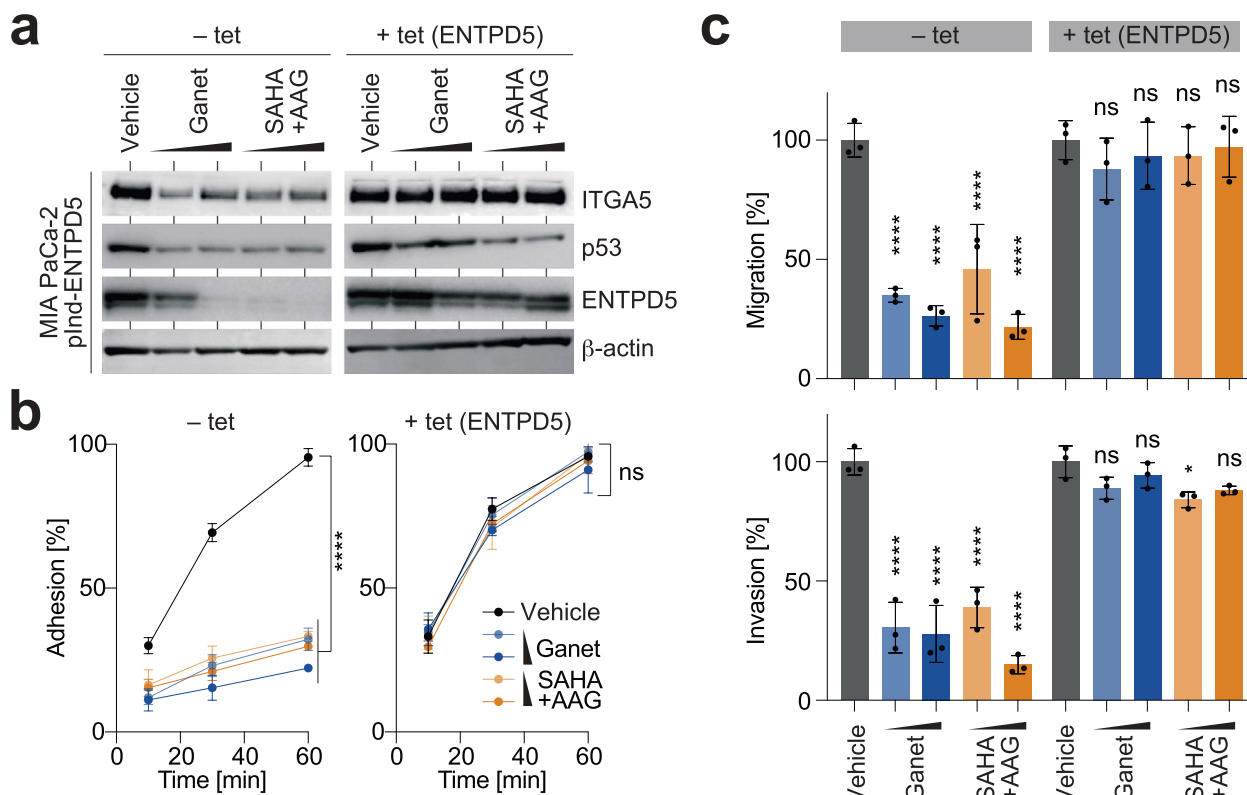 a
– tet
+ tet (ENTPD5)
Vehicle
Ganet
SAHA
+AAG
Vehicle
Ganet
SAHA
+AAG
MIA PaCa-2
pInd-ENTPD5
ITGA5
p53
ENTPD5
β-actin
b
– tet
+ tet (ENTPD5)
Adhesion [%]
100
50
0
****
0 20 40 60
Time [min]
100
50
0
ns
0 20 40 60
Time [min]
Vehicle
Ganet
SAHA
+AAG
c
– tet
+ tet (ENTPD5)
Migration [%]
100
50
0
**** **** **** ****
ns ns ns ns
Invasion [%]
100
50
0
**** **** **** ****
ns ns * ns
Vehicle
Ganet
SAHA
+AAG
Vehicle
Ganet
SAHA
+AAG